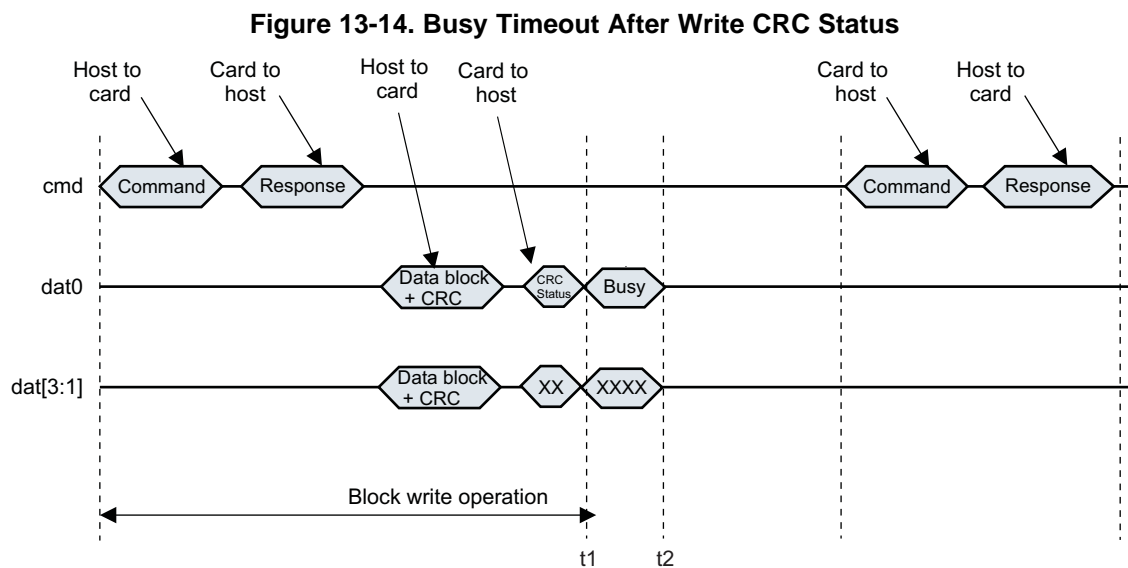 Figure 13-14. Busy Timeout After Write CRC Status
Host to
card
Card to
host
Host to
card
Card to
host
Card to
host
Host to
card
cmd
Command
Response
Command
Response
dat0
Data block
+ CRC
CRC
Status
Busy
dat[3:1]
Data block
+ CRC
XX
XXXX
Block write operation
t1
t2